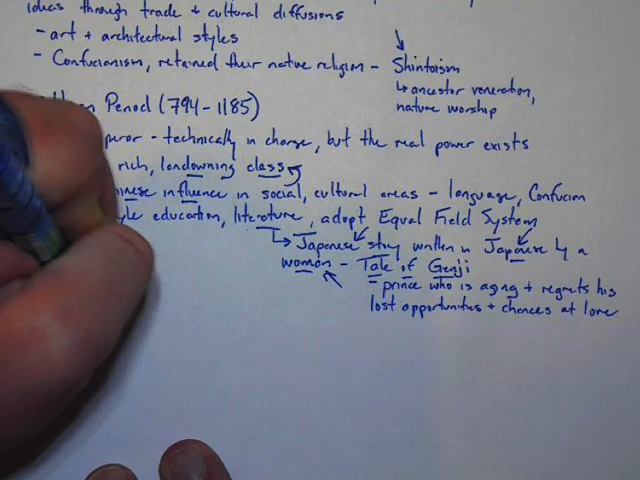 ideas through trade + cultural diffusions
- art + architectural styles
- Confucianism, retained their native religion - Shintoism
↳ ancestor veneration,
nature worship
Period (794-1185)
- technically in charge, but the real power exists
rich, landowning class
influence in social, cultural areas - language, Confucian
education, literature, adopt Equal Field System
↳ Japanese story written in Japanese by a
woman - Tale of Genji
- prince who is aging + regrets his
lost opportunities + chances at love